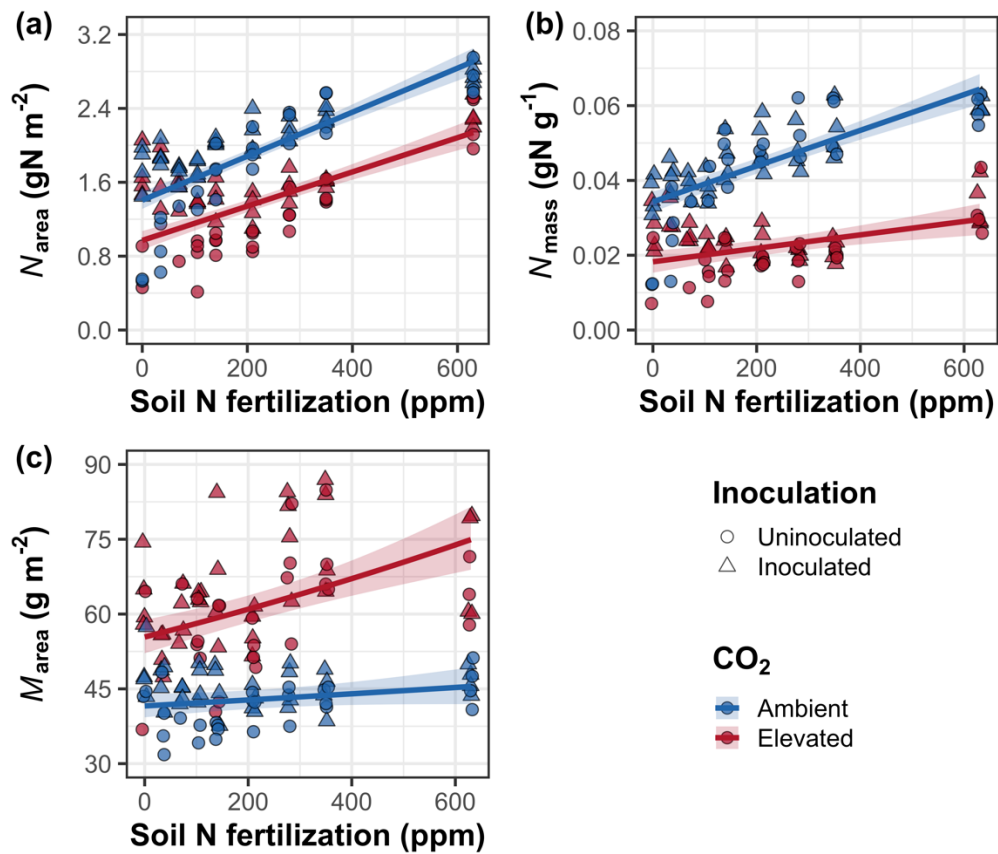 (a)
N_area (gN m⁻²)
3.2
2.4
1.6
0.8
0.0
0 200 400 600
Soil N fertilization (ppm)
(b)
N_mass (gN g⁻¹)
0.08
0.06
0.04
0.02
0.00
0 200 400 600
Soil N fertilization (ppm)
(c)
M_area (g m⁻²)
90
75
60
45
30
0 200 400 600
Soil N fertilization (ppm)
Inoculation
Uninoculated
Inoculated
CO₂
Ambient
Elevated